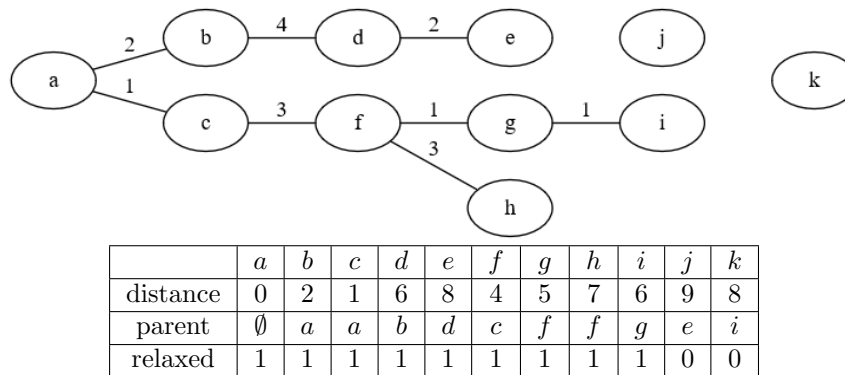 2
b
4
d
2
e
j
a
k
1
c
3
f
1
g
1
i
3
h
a b c d e f g h i j k
distance 0 2 1 6 8 4 5 7 6 9 8
parent ∅ a a b d c f f g e i
relaxed 1 1 1 1 1 1 1 1 1 0 0